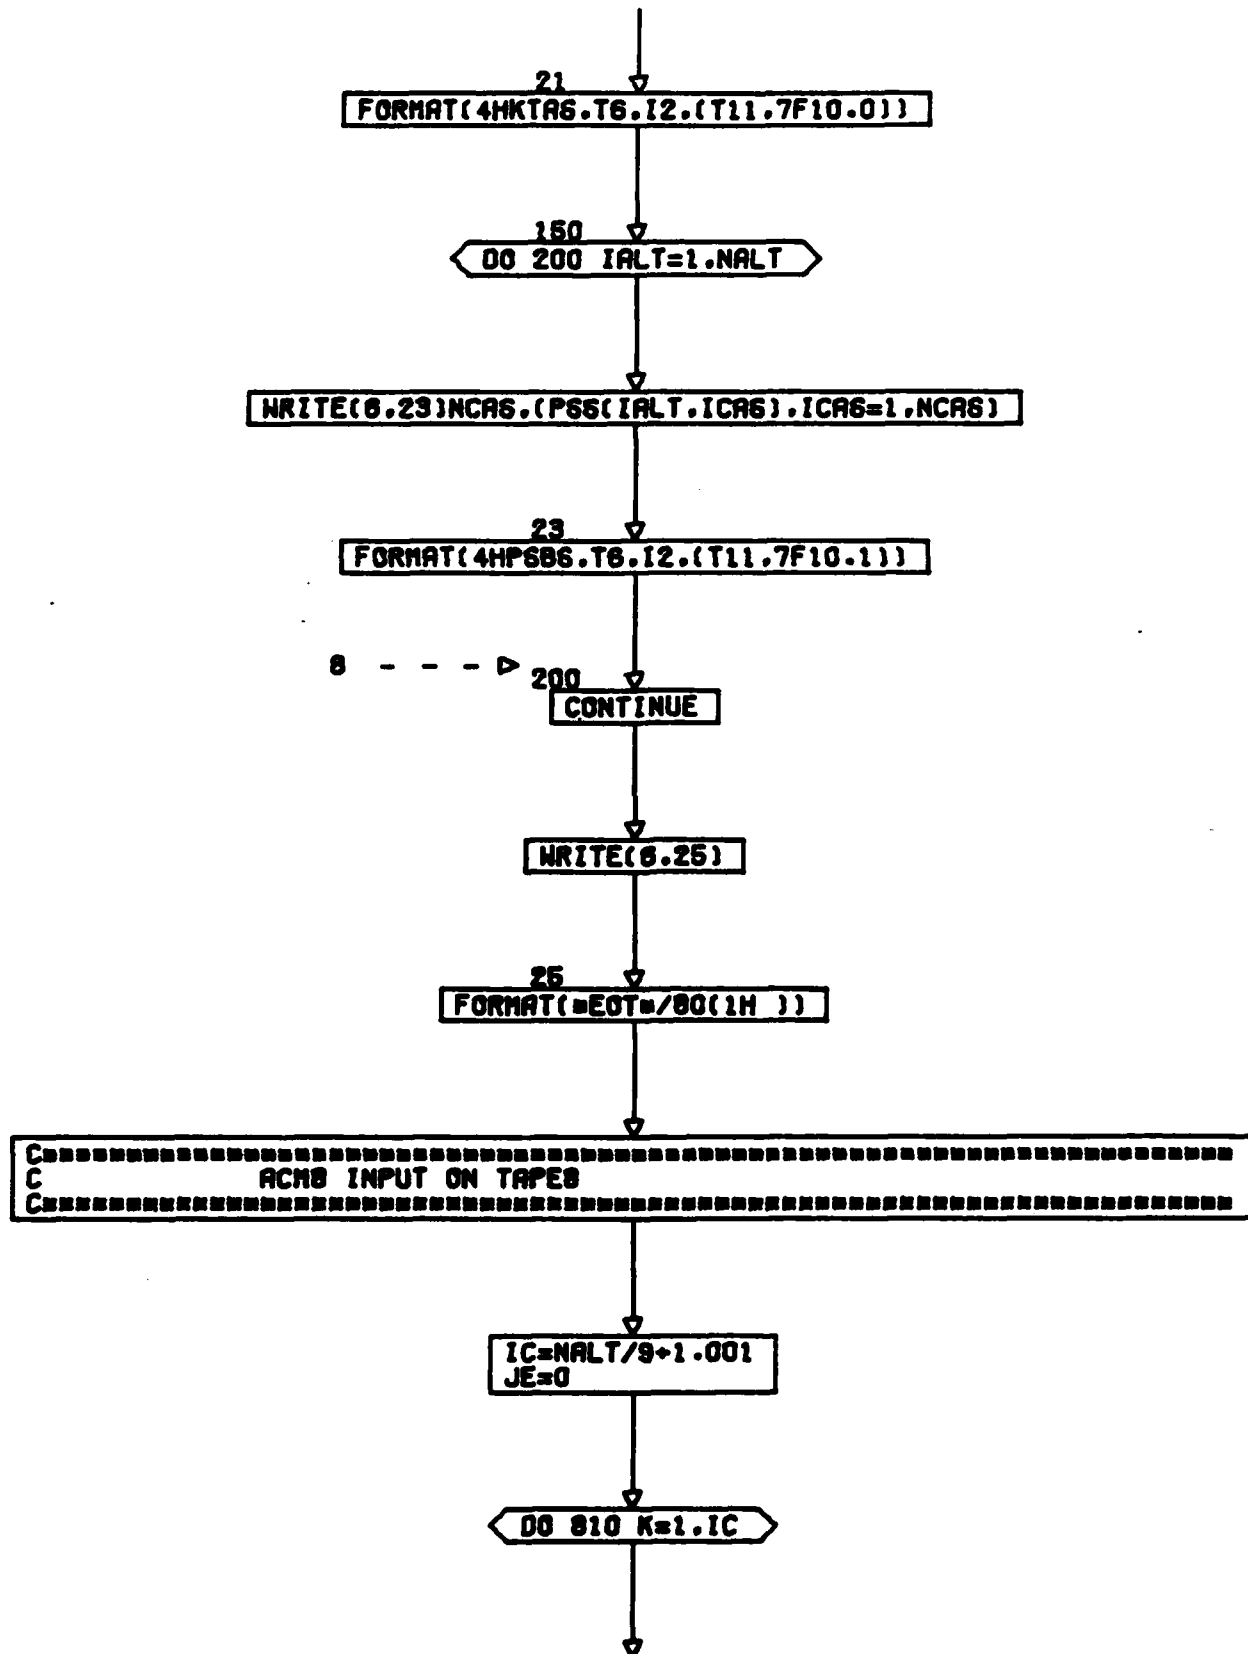 21
FORMAT(4HKTAS,T6,I2,(T11,7F10.0))
150
DO 200 IALT=1,NALT
WRITE(6,23)NCAS,(PSS(IALT,ICAS),ICAS=1,NCAS)
23
FORMAT(4HPSBS,T6,I2,(T11,7F10.1))
8 - - - ▷
200
CONTINUE
WRITE(6,25)
25
FORMAT(*EOT*/80(1H ))
C************************************************************************
C ACM8 INPUT ON TAPE8
C************************************************************************
IC=NALT/9+1.001
JE=0
DO 810 K=1,IC